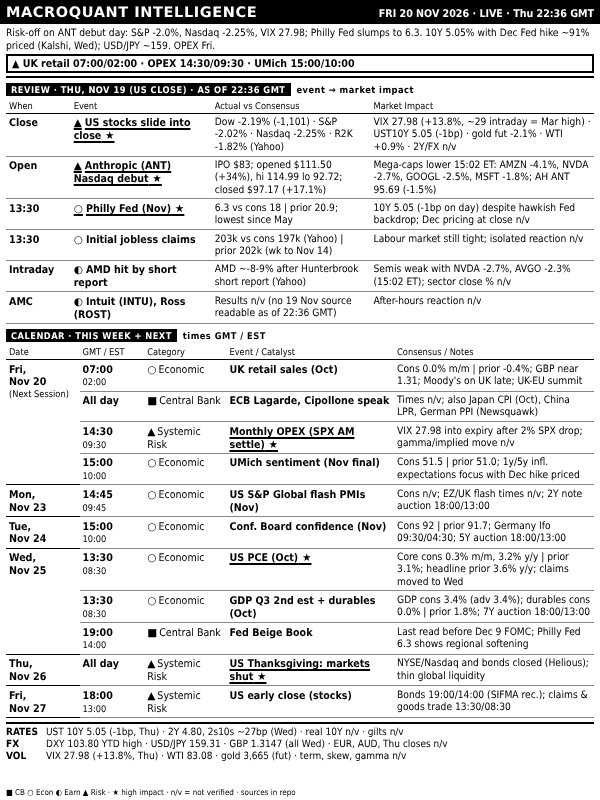 MACROQUANT INTELLIGENCE FRI 20 NOV 2026 · LIVE · Thu 22:36 GMT
Risk-off on ANT debut day: S&P -2.0%, Nasdaq -2.25%, VIX 27.98; Philly Fed slumps to 6.3. 10Y 5.05% with Dec Fed hike ~91%
priced (Kalshi, Wed); USD/JPY ~159. OPEX Fri.
▲ UK retail 07:00/02:00 · OPEX 14:30/09:30 · UMich 15:00/10:00
REVIEW · THU, NOV 19 (US CLOSE) · AS OF 22:36 GMT event → market impact
When Event Actual vs Consensus Market Impact
Close ▲ US stocks slide into Dow -2.19% (-1,101) · S&P VIX 27.98 (+13.8%, ~29 intraday = Mar high) ·
close ★ -2.02% · Nasdaq -2.25% · R2K UST10Y 5.05 (-1bp) · gold fut -2.1% · WTI
-1.82% (Yahoo) +0.9% · 2Y/FX n/v
Open ▲ Anthropic (ANT) IPO $83; opened $111.50 Mega-caps lower 15:02 ET: AMZN -4.1%, NVDA
Nasdaq debut ★ (+34%), hi 114.99 lo 92.72; -2.7%, GOOGL -2.5%, MSFT -1.8%; AH ANT
closed $97.17 (+17.1%) 95.69 (-1.5%)
13:30 ○ Philly Fed (Nov) ★ 6.3 vs cons 18 | prior 20.9; 10Y 5.05 (-1bp on day) despite hawkish Fed
lowest since May backdrop; Dec pricing at close n/v
13:30 ○ Initial jobless claims 203k vs cons 197k (Yahoo) | Labour market still tight; isolated reaction n/v
prior 202k (wk to Nov 14)
Intraday ◐ AMD hit by short AMD ~-8-9% after Hunterbrook Semis weak with NVDA -2.7%, AVGO -2.3%
report short report (Yahoo) (15:02 ET); sector close % n/v
AMC ◐ Intuit (INTU), Ross Results n/v (no 19 Nov source After-hours reaction n/v
(ROST) readable as of 22:36 GMT)
CALENDAR · THIS WEEK + NEXT times GMT / EST
Date GMT / EST Category Event / Catalyst Consensus / Notes
Fri, 07:00 ○ Economic UK retail sales (Oct) Cons 0.0% m/m | prior -0.4%; GBP near
Nov 20 02:00 1.31; Moody's on UK late; UK-EU summit
(Next Session)
All day ■ Central Bank ECB Lagarde, Cipollone speak Times n/v; also Japan CPI (Oct), China
LPR, German PPI (Newsquawk)
14:30 ▲ Systemic Monthly OPEX (SPX AM VIX 27.98 into expiry after 2% SPX drop;
09:30 Risk settle) ★ gamma/implied move n/v
15:00 ○ Economic UMich sentiment (Nov final) Cons 51.5 | prior 51.0; 1y/5y infl.
10:00 expectations focus with Dec hike priced
Mon, 14:45 ○ Economic US S&P Global flash PMIs Cons n/v; EZ/UK flash times n/v; 2Y note
Nov 23 09:45 (Nov) auction 18:00/13:00
Tue, 15:00 ○ Economic Conf. Board confidence (Nov) Cons 92 | prior 91.7; Germany Ifo
Nov 24 10:00 09:30/04:30; 5Y auction 18:00/13:00
Wed, 13:30 ○ Economic US PCE (Oct) ★ Core cons 0.3% m/m, 3.2% y/y | prior
Nov 25 08:30 3.1%; headline prior 3.6% y/y; claims
moved to Wed
13:30 ○ Economic GDP Q3 2nd est + durables GDP cons 3.4% (adv 3.4%); durables cons
08:30 (Oct) 0.0% | prior 1.8%; 7Y auction 18:00/13:00
19:00 ■ Central Bank Fed Beige Book Last read before Dec 9 FOMC; Philly Fed
14:00 6.3 shows regional softening
Thu, All day ▲ Systemic US Thanksgiving: markets NYSE/Nasdaq and bonds closed (Helious);
Nov 26 Risk shut ★ thin global liquidity
Fri, 18:00 ▲ Systemic US early close (stocks) Bonds 19:00/14:00 (SIFMA rec.); claims &
Nov 27 13:00 Risk goods trade 13:30/08:30
RATES UST 10Y 5.05 (-1bp, Thu) · 2Y 4.80, 2s10s ~27bp (Wed) · real 10Y n/v · gilts n/v
FX DXY 103.80 YTD high · USD/JPY 159.31 · GBP 1.3147 (all Wed) · EUR, AUD, Thu closes n/v
VOL VIX 27.98 (+13.8%, Thu) · WTI 83.08 · gold 3,665 (fut) · term, skew, gamma n/v
■ CB ○ Econ ◐ Earn ▲ Risk · ★ high impact · n/v = not verified · sources in repo